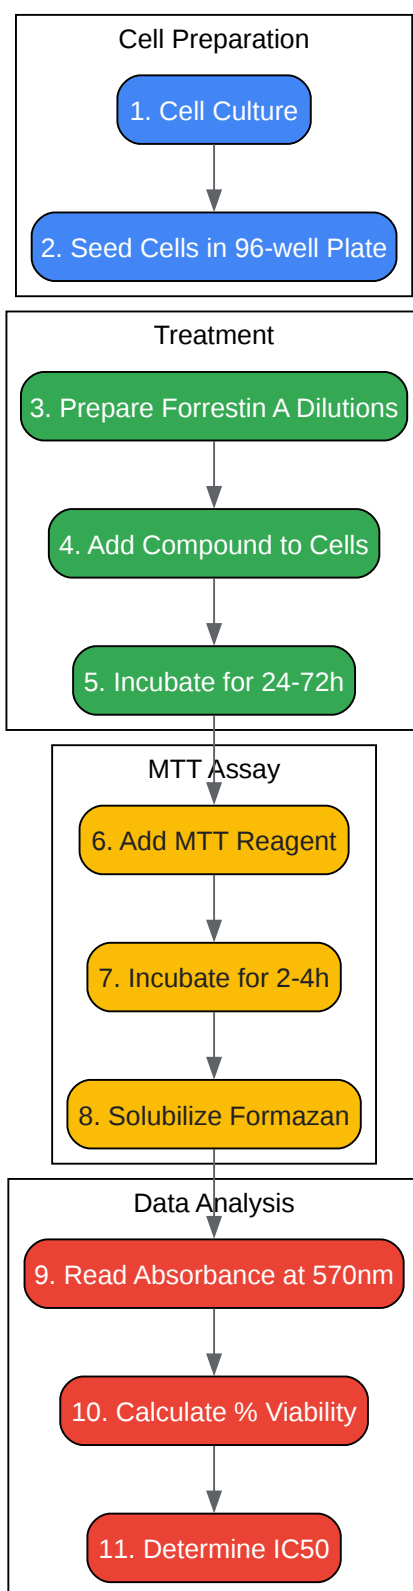 Cell Preparation
1. Cell Culture
2. Seed Cells in 96-well Plate
Treatment
3. Prepare Forrestin A Dilutions
4. Add Compound to Cells
5. Incubate for 24-72h
MTT Assay
6. Add MTT Reagent
7. Incubate for 2-4h
8. Solubilize Formazan
Data Analysis
9. Read Absorbance at 570nm
10. Calculate % Viability
11. Determine IC50